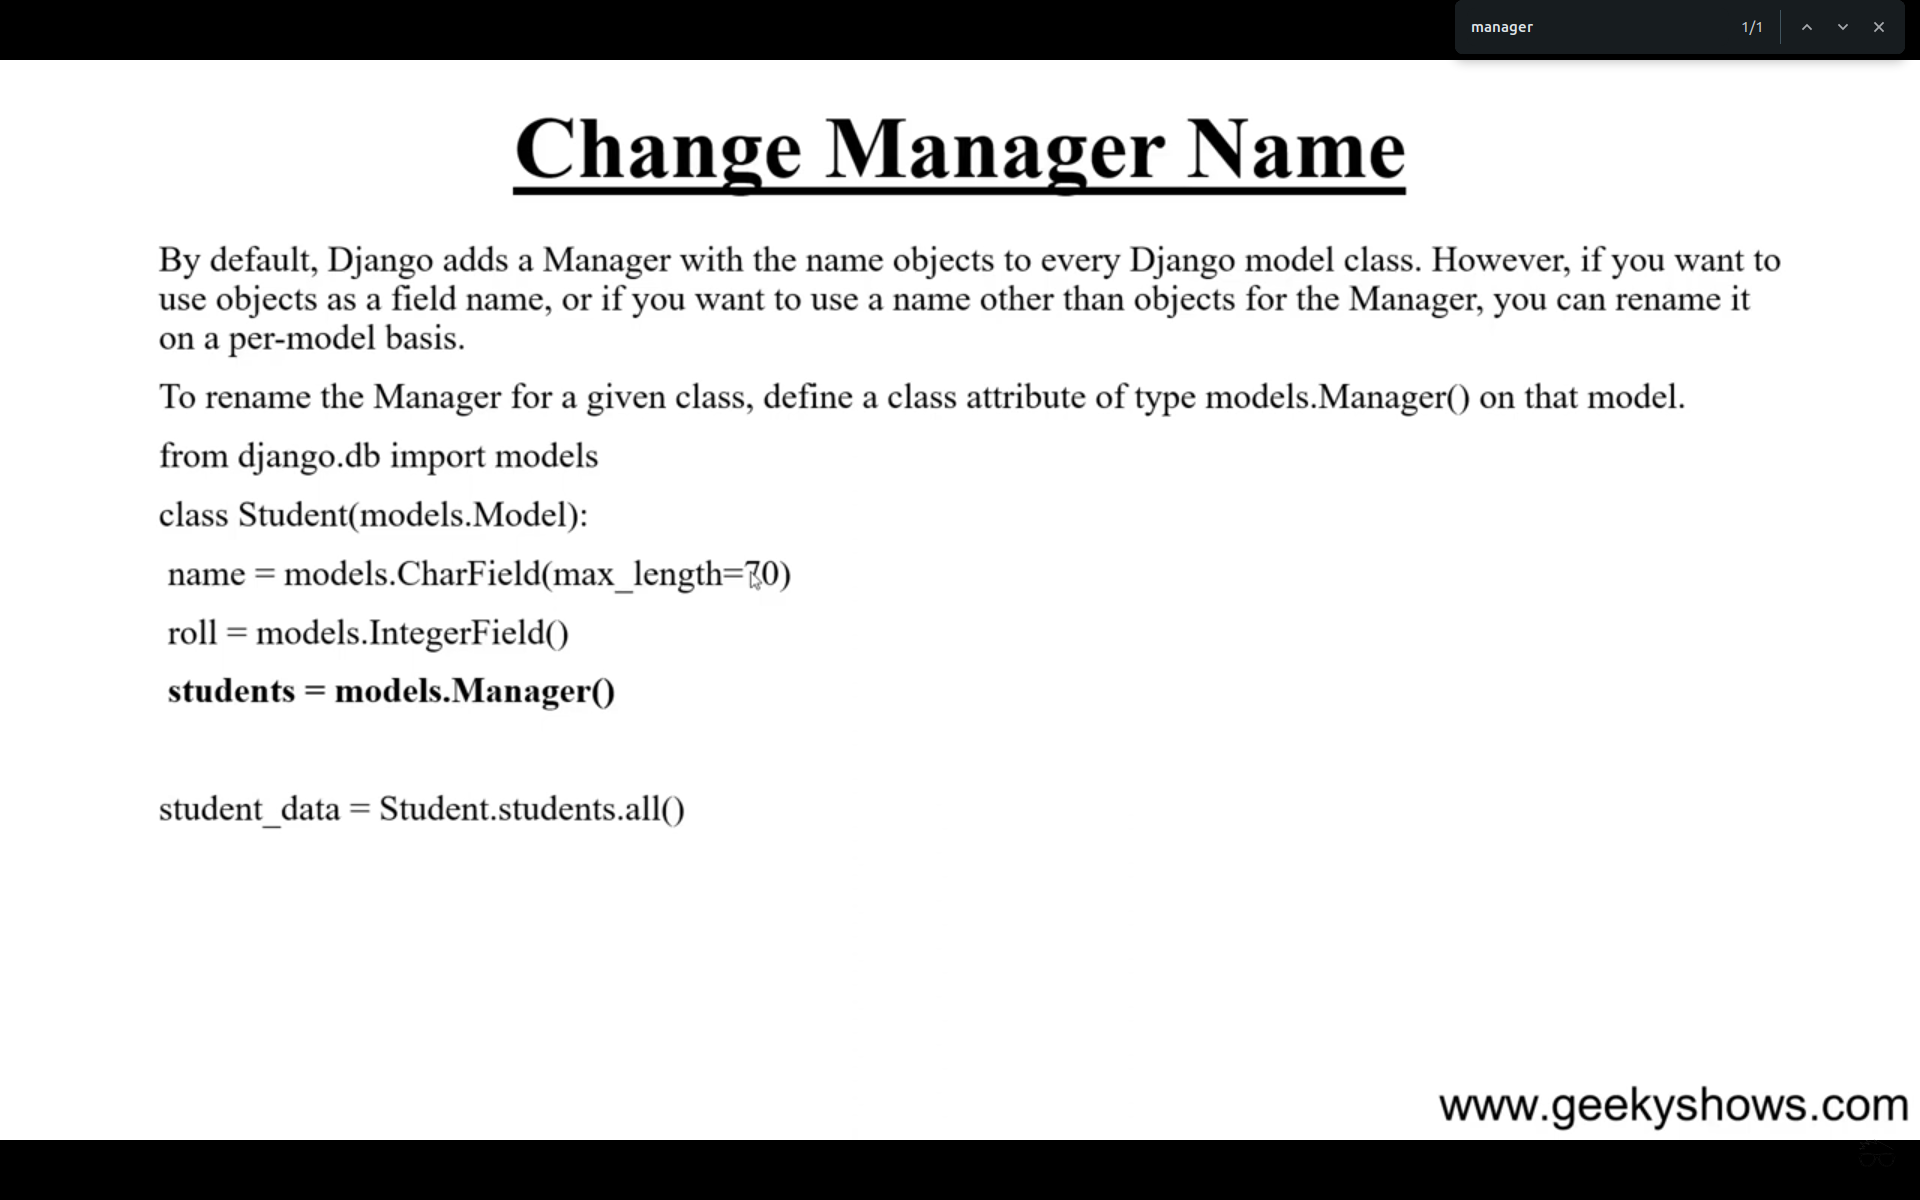 manager 1/1
Change Manager Name
By default, Django adds a Manager with the name objects to every Django model class. However, if you want to
use objects as a field name, or if you want to use a name other than objects for the Manager, you can rename it
on a per-model basis.
To rename the Manager for a given class, define a class attribute of type models.Manager() on that model.
from django.db import models
class Student(models.Model):
name = models.CharField(max_length=70)
roll = models.IntegerField()
students = models.Manager()
student_data = Student.students.all()
www.geekyshows.com